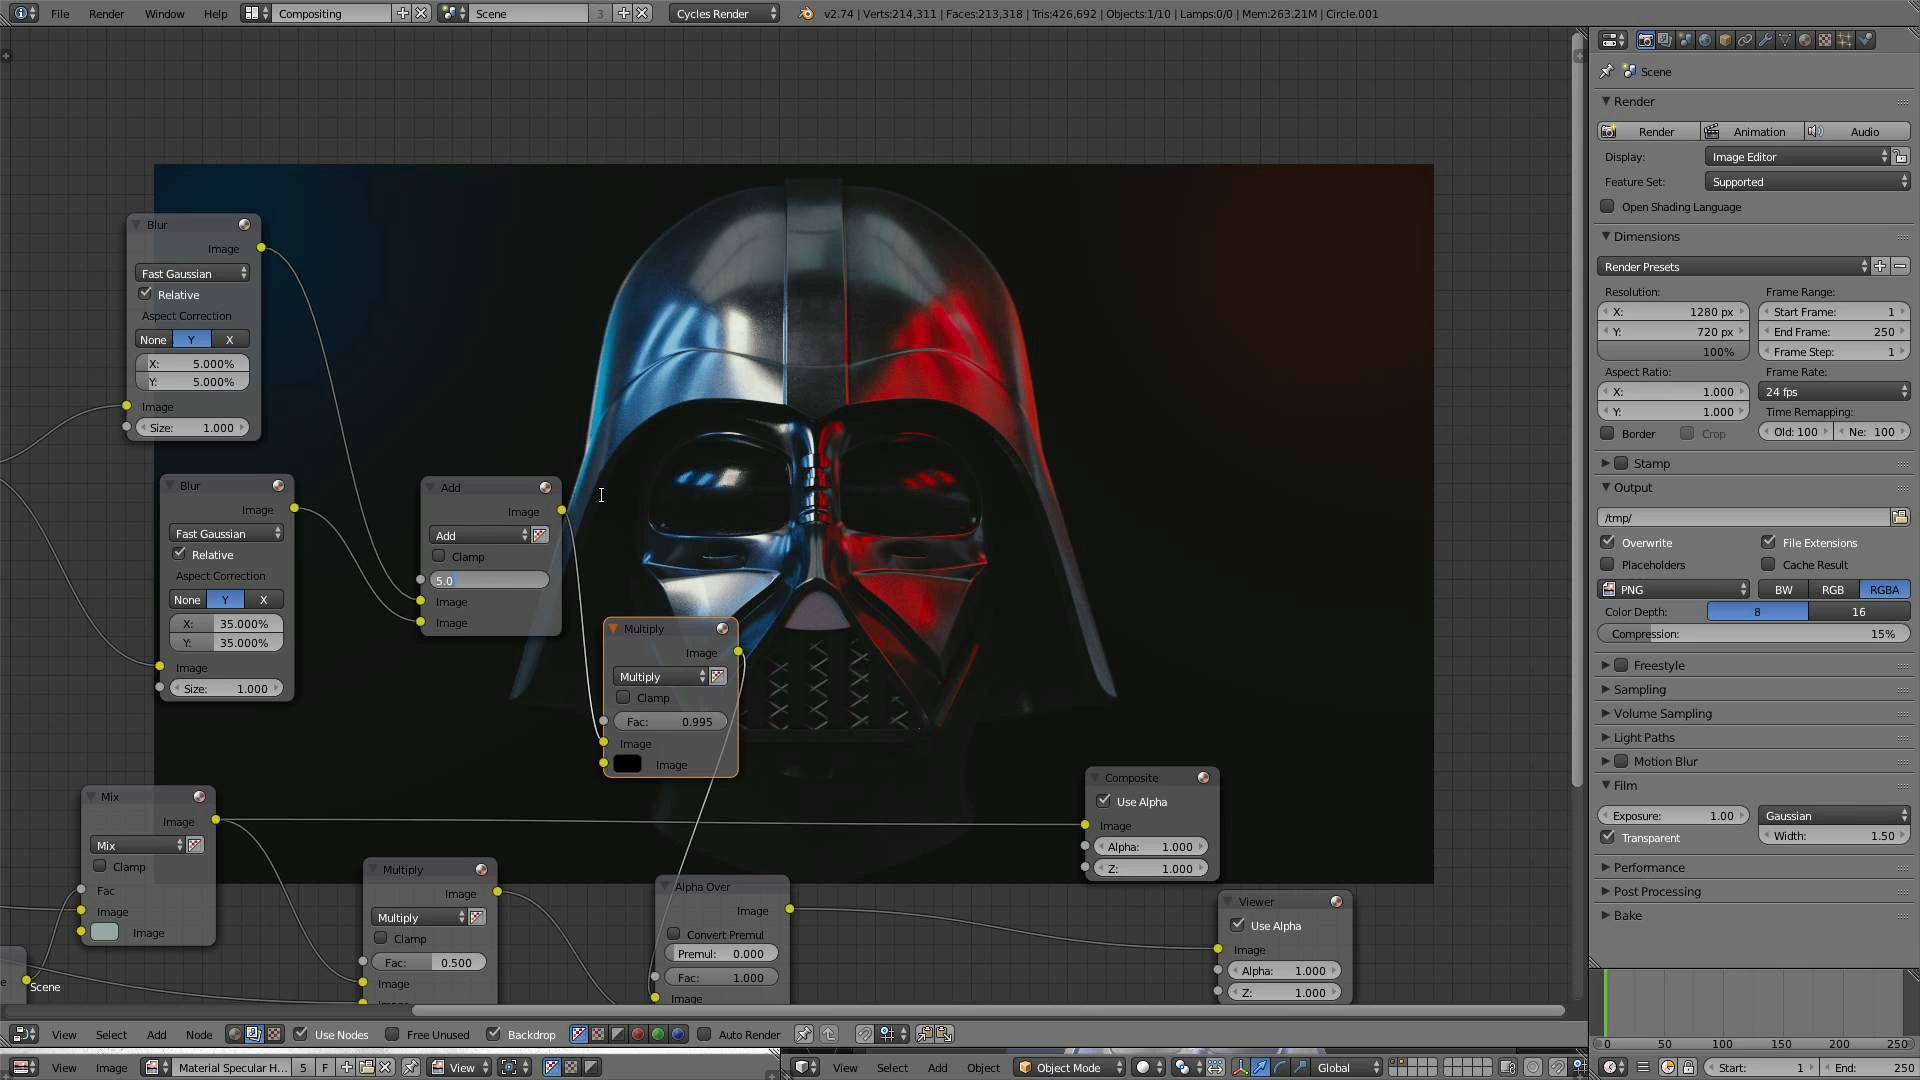 File Render Window Help Compositing Scene 3 Cycles Render v2.74 | Verts:214,311 | Faces:213,318 | Tris:426,692 | Objects:1/10 | Lamps:0/0 | Mem:263.21M | Circle.001
Scene
Render
Render Animation Audio
Display: Image Editor
Feature Set: Supported
Open Shading Language
Dimensions
Render Presets
Resolution: Frame Range:
X: 1280 px Start Frame: 1
Y: 720 px End Frame: 250
100% Frame Step: 1
Aspect Ratio: Frame Rate:
X: 1.000 24 fps
Y: 1.000 Time Remapping:
Border Crop Old: 100 Ne: 100
Stamp
Output
/tmp/
Overwrite File Extensions
Placeholders Cache Result
PNG BW RGB RGBA
Color Depth: 8 16
Compression: 15%
Freestyle
Sampling
Volume Sampling
Light Paths
Motion Blur
Film
Exposure: 1.00 Gaussian
Transparent Width: 1.50
Performance
Post Processing
Bake
Blur
Image
Fast Gaussian
Relative
Aspect Correction
None Y X
X: 5.000%
Y: 5.000%
Image
Size: 1.000
Blur
Image
Fast Gaussian
Relative
Aspect Correction
None Y X
X: 35.000%
Y: 35.000%
Image
Size: 1.000
Add
Image
Add
Clamp
5.0
Image
Image
Multiply
Image
Multiply
Clamp
Fac: 0.995
Image
Image
Mix
Image
Mix
Clamp
Fac
Image
Image
e
Scene
Multiply
Image
Multiply
Clamp
Fac: 0.500
Image
Alpha Over
Image
Convert Premul
Premul: 0.000
Fac: 1.000
Image
Composite
Use Alpha
Image
Alpha: 1.000
Z: 1.000
Viewer
Use Alpha
Image
Alpha: 1.000
Z: 1.000
View Select Add Node Use Nodes Free Unused Backdrop Auto Render
0 50 100 150 200 250
View Image Material Specular H... 5 F View View Select Add Object Object Mode Global Start: 1 End: 250